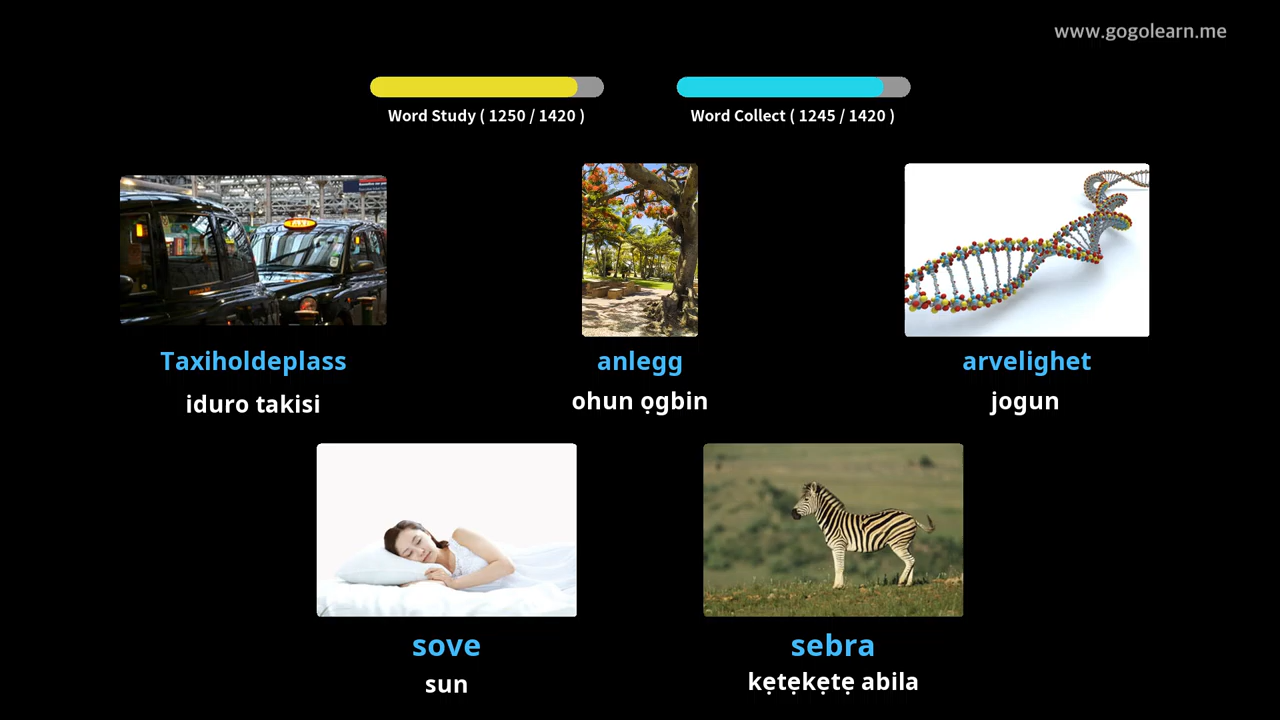 www.gogolearn.me
Word Study ( 1250 / 1420 )
Word Collect ( 1245 / 1420 )
TAXI
Taxiholdeplass
anlegg
arvelighet
iduro takisi
ohun ọgbin
jogun
sove
sebra
sun
kẹtẹkẹtẹ abila